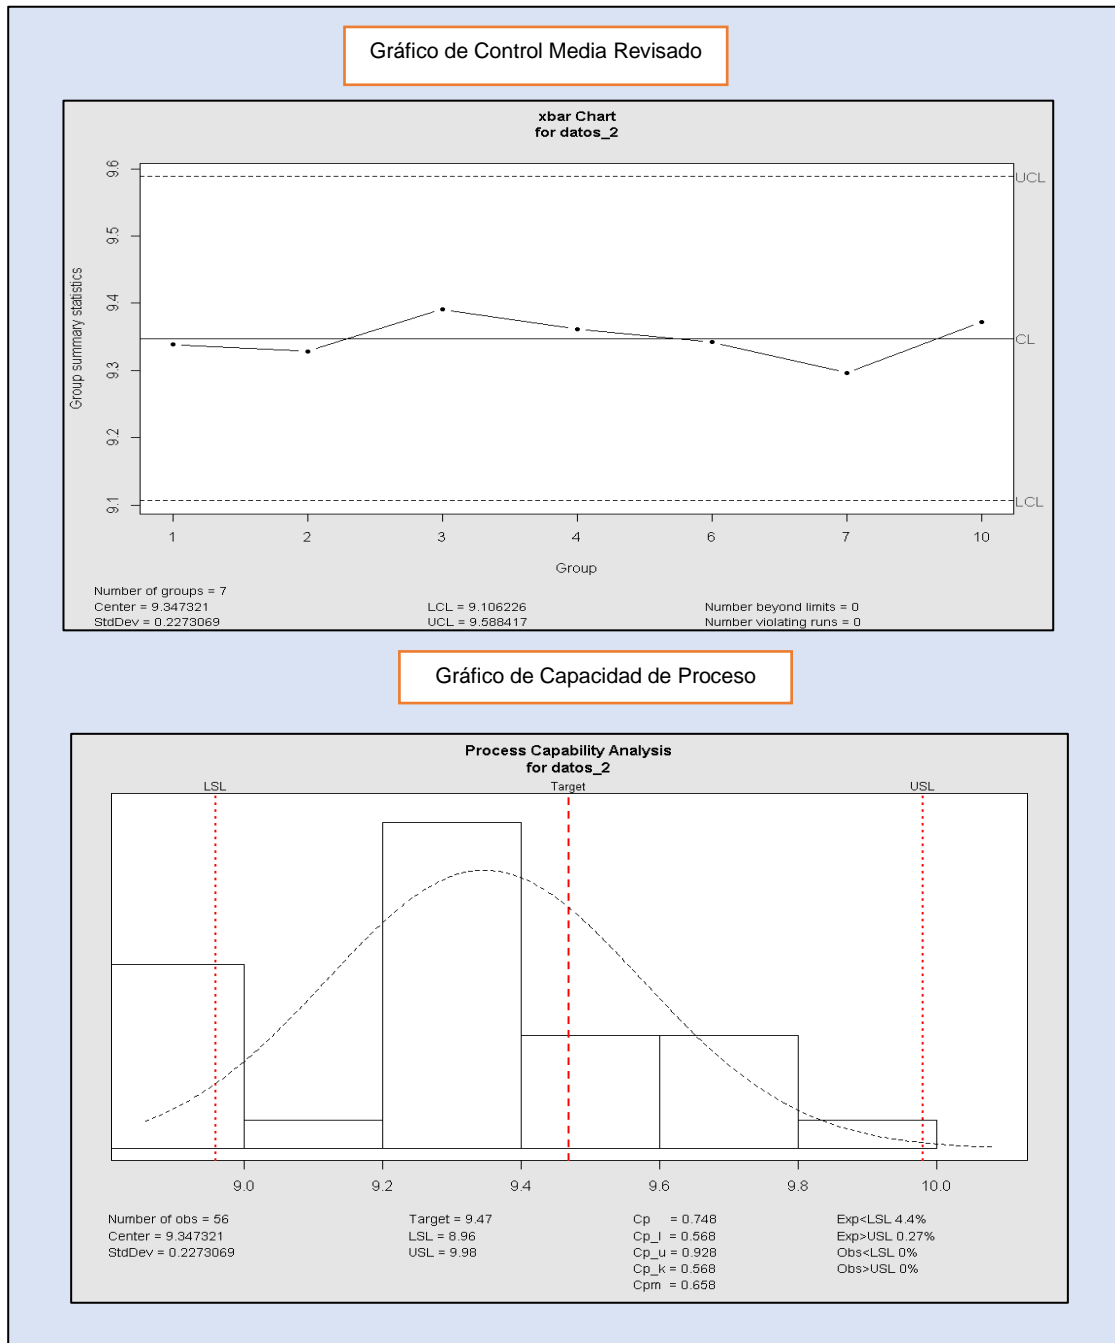 Gráfico de Control Media Revisado
xbar Chart
for datos_2
Group summary statistics
9.6
9.5
9.4
9.3
9.2
9.1
UCL
CL
LCL
1 2 3 4 6 7 10
Group
Number of groups = 7
Center = 9.347321
StdDev = 0.2273069
LCL = 9.106226
UCL = 9.588417
Number beyond limits = 0
Number violating runs = 0
Gráfico de Capacidad de Proceso
Process Capability Analysis
for datos_2
LSL Target USL
9.0 9.2 9.4 9.6 9.8 10.0
Number of obs = 56
Center = 9.347321
StdDev = 0.2273069
Target = 9.47
LSL = 8.96
USL = 9.98
Cp = 0.748
Cp_l = 0.568
Cp_u = 0.928
Cp_k = 0.568
Cpm = 0.658
Exp<LSL 4.4%
Exp>USL 0.27%
Obs<LSL 0%
Obs>USL 0%